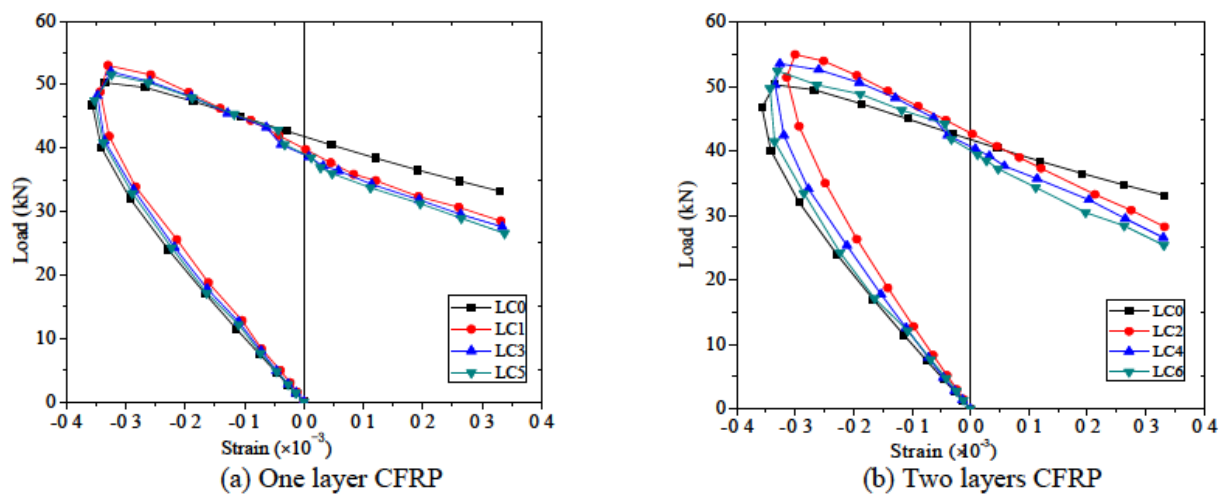 60
50
40
30
20
10
0
Load (kN)
LC0
LC1
LC3
LC5
-0 4 -0 3 -0 2 -0 1 0 0 0 1 0 2 0 3 0 4
Strain (×10⁻³)
(a) One layer CFRP
60
50
40
30
20
10
0
Load (kN)
LC0
LC2
LC4
LC6
-0 4 -0 3 -0 2 -0 1 0 0 0 1 0 2 0 3 0 4
Strain (×10⁻³)
(b) Two layers CFRP